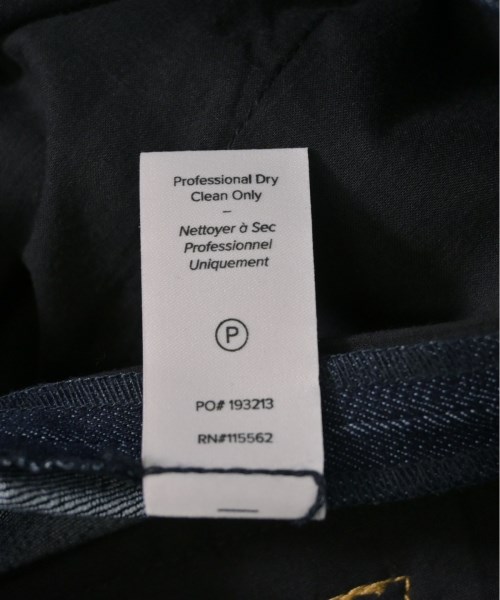 Professional Dry
Clean Only
–
Nettoyer à Sec
Professionnel
Uniquement
P
PO# 193213
RN#115562